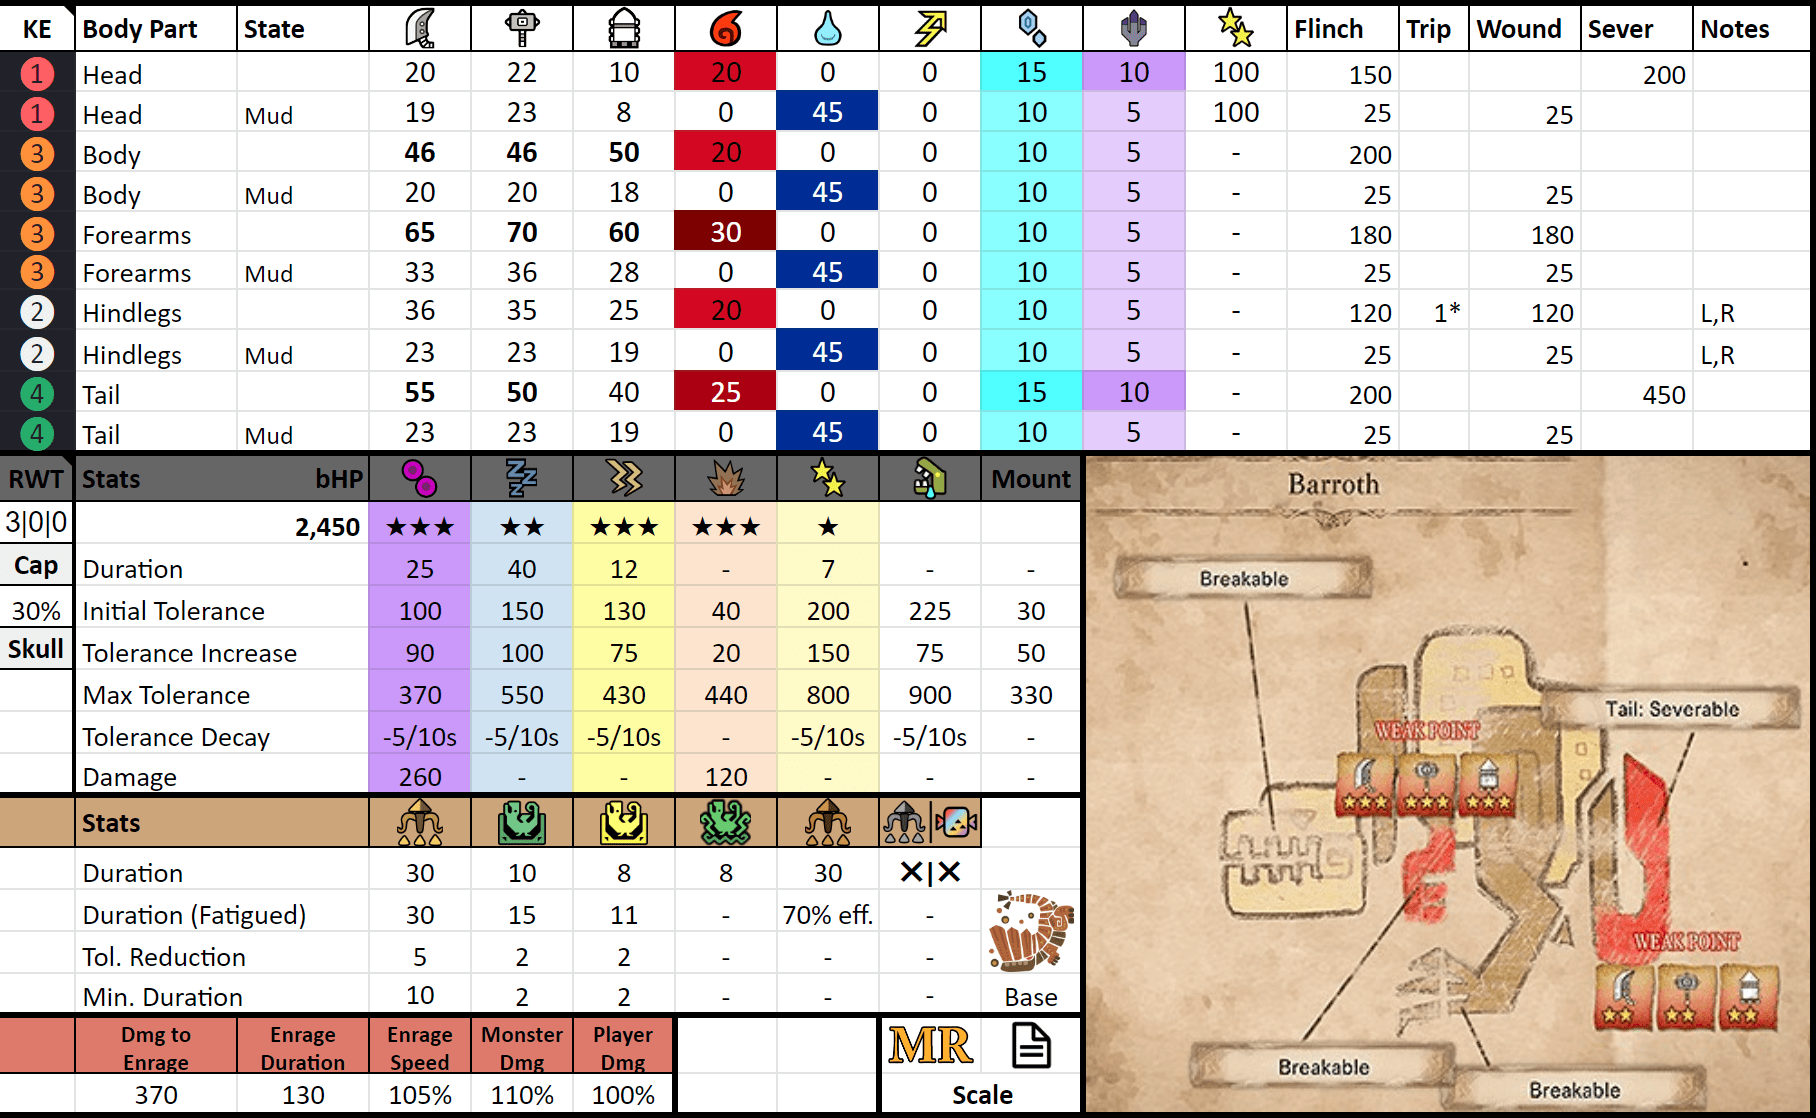 KE Body Part State Flinch Trip Wound Sever Notes
1 Head 20 22 10 20 0 0 15 10 100 150 200
1 Head Mud 19 23 8 0 45 0 10 5 100 25 25
3 Body 46 46 50 20 0 0 10 5 - 200
3 Body Mud 20 20 18 0 45 0 10 5 - 25 25
3 Forearms 65 70 60 30 0 0 10 5 - 180 180
3 Forearms Mud 33 36 28 0 45 0 10 5 - 25 25
2 Hindlegs 36 35 25 20 0 0 10 5 - 120 1* 120 L,R
2 Hindlegs Mud 23 23 19 0 45 0 10 5 - 25 25 L,R
4 Tail 55 50 40 25 0 0 15 10 - 200 450
4 Tail Mud 23 23 19 0 45 0 10 5 - 25 25
RWT Stats bHP Mount
3|0|0 2,450 ★★★ ★★ ★★★ ★★★ ★
Cap Duration 25 40 12 - 7 - -
30% Initial Tolerance 100 150 130 40 200 225 30
Skull Tolerance Increase 90 100 75 20 150 75 50
Max Tolerance 370 550 430 440 800 900 330
Tolerance Decay -5/10s -5/10s -5/10s - -5/10s -5/10s -
Damage 260 - - 120 - - -
Stats
Duration 30 10 8 8 30 ✕|✕
Duration (Fatigued) 30 15 11 - 70% eff. -
Tol. Reduction 5 2 2 - - -
Min. Duration 10 2 2 - - - Base
Dmg to Enrage Enrage Duration Enrage Speed Monster Dmg Player Dmg MR
370 130 105% 110% 100% Scale
Barroth
Breakable
Tail: Severable
WEAK POINT
WEAK POINT
Breakable
Breakable